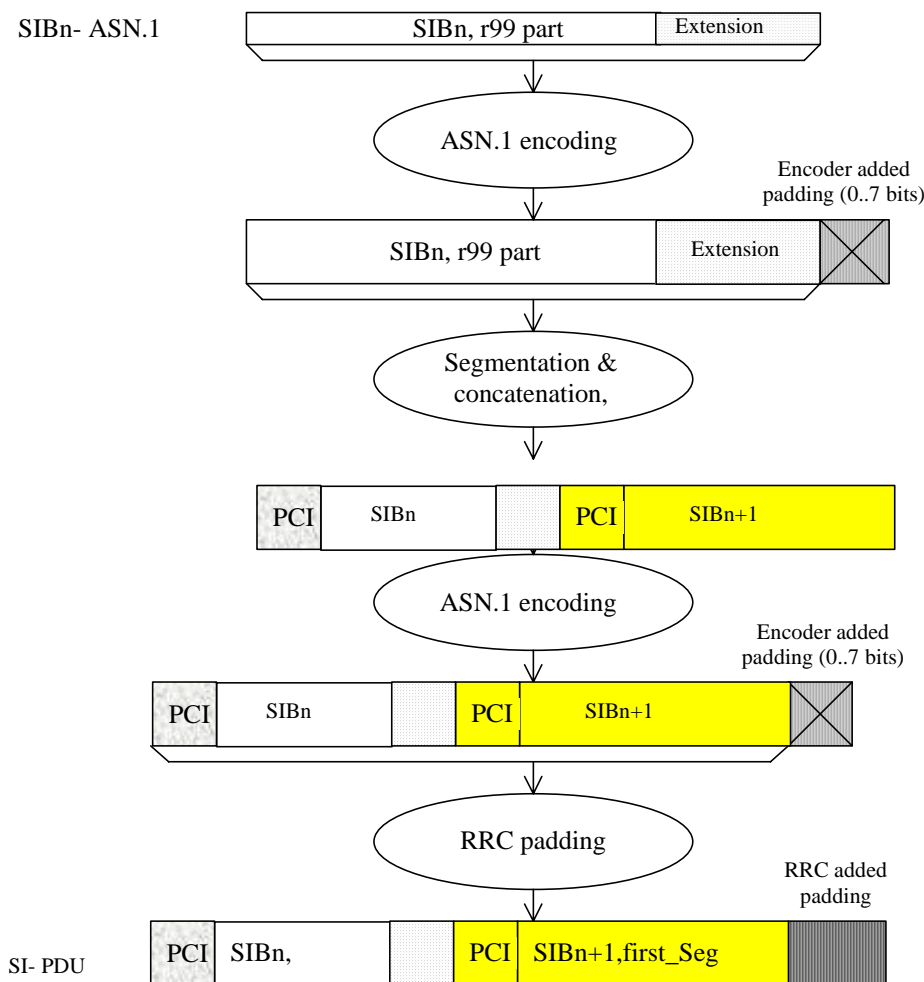 SIBn- ASN.1
SIBn, r99 part
Extension
ASN.1 encoding
Encoder added
padding (0..7 bits)
SIBn, r99 part
Extension
Segmentation &
concatenation,
PCI
SIBn
PCI
SIBn+1
ASN.1 encoding
Encoder added
padding (0..7 bits)
PCI
SIBn
PCI
SIBn+1
RRC padding
RRC added
padding
SI- PDU
PCI
SIBn,
PCI
SIBn+1,first_Seg